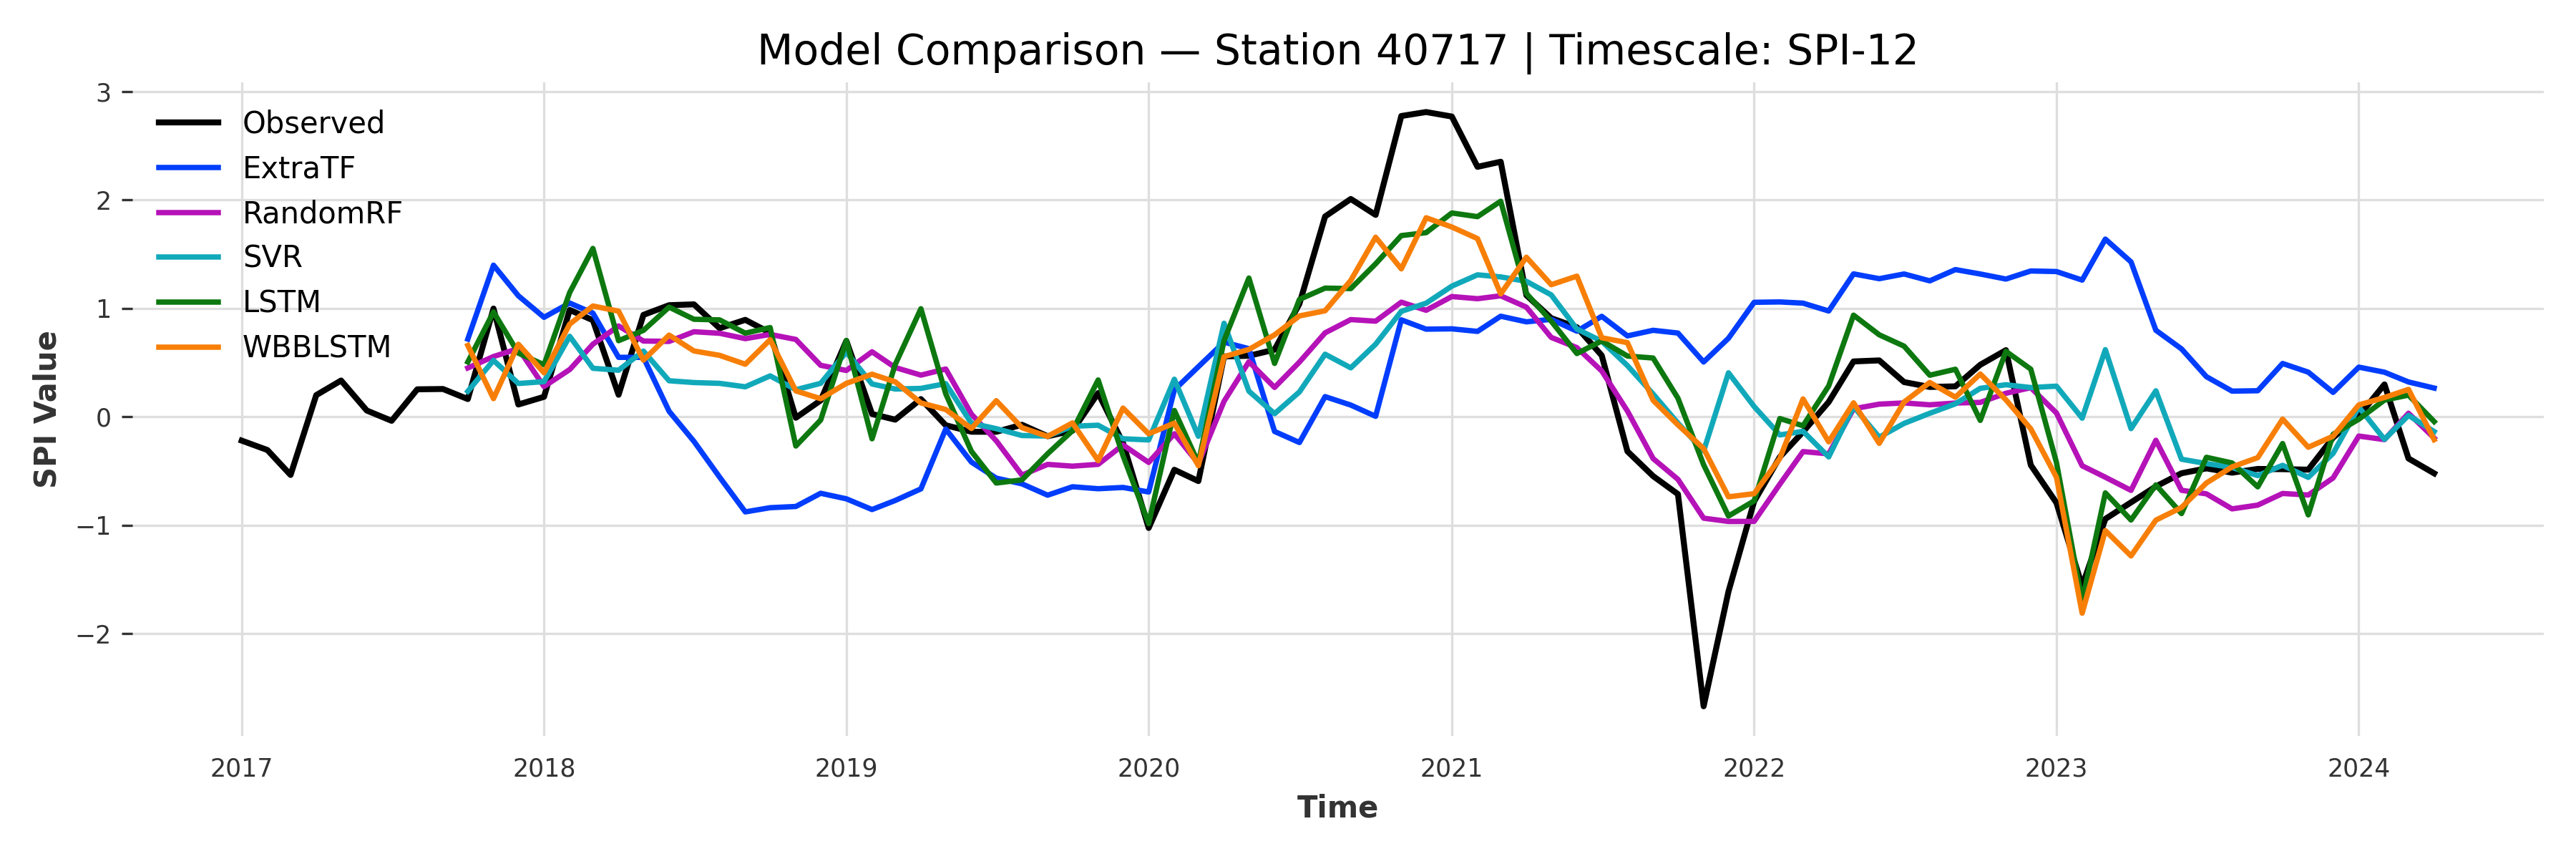 Model Comparison — Station 40717 | Timescale: SPI-12
SPI Value
3
2
1
0
−1
−2
Observed
ExtraTF
RandomRF
SVR
LSTM
WBBLSTM
2017 2018 2019 2020 2021 2022 2023 2024
Time